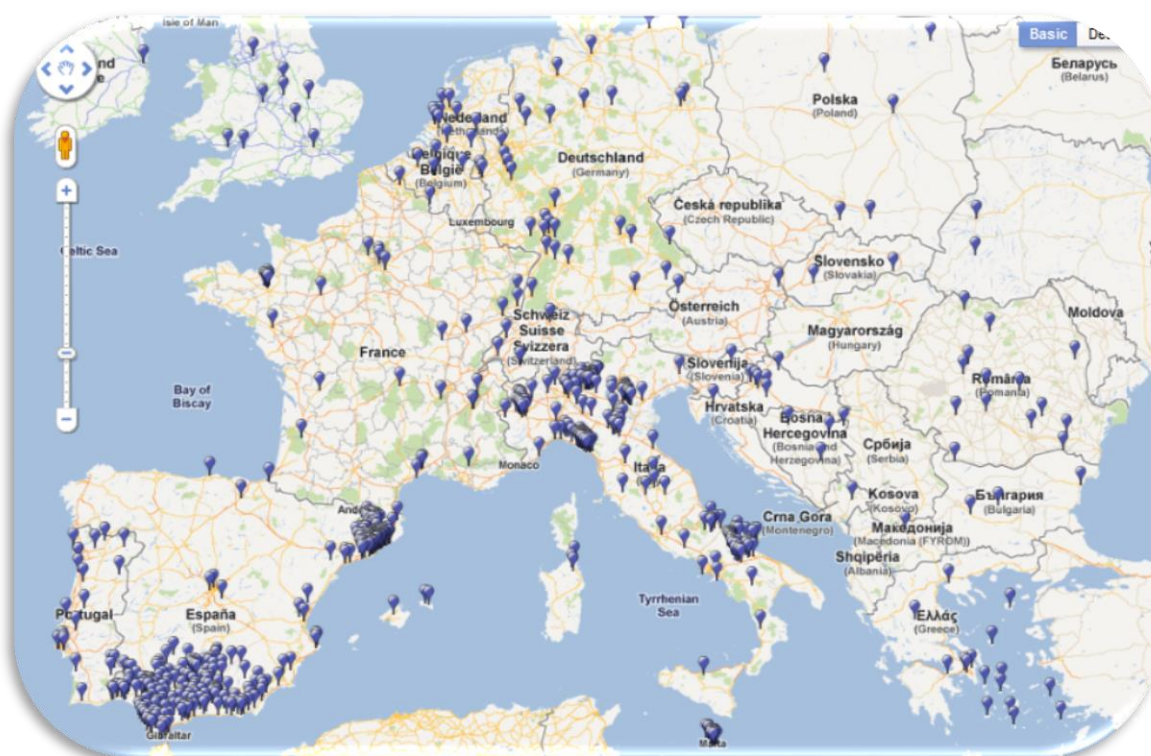 Isle of Man
Basic
Беларусь
(Belarus)
Polska
(Poland)
Nederland
(Netherlands)
Deutschland
(Germany)
Belgique
België
(Belgium)
Česká republika
(Czech Republic)
Luxembourg
Celtic Sea
Slovensko
(Slovakia)
Österreich
(Austria)
Moldova
Schweiz
Suisse
Svizzera
(Switzerland)
Magyarország
(Hungary)
France
Slovenija
(Slovenia)
România
(Romania)
Bay of
Biscay
Hrvatska
(Croatia)
Bosna
Hercegovina
(Bosnia and
Herzegovina)
Србија
(Serbia)
Monaco
Italia
Kosova
(Kosovo)
България
(Bulgaria)
Crna Gora
(Montenegro)
Македонија
(Macedonia (FYROM))
Shqipëria
(Albania)
Tyrrhenian
Sea
Portugal
España
(Spain)
Ελλάς
(Greece)
Gibraltar
Malta